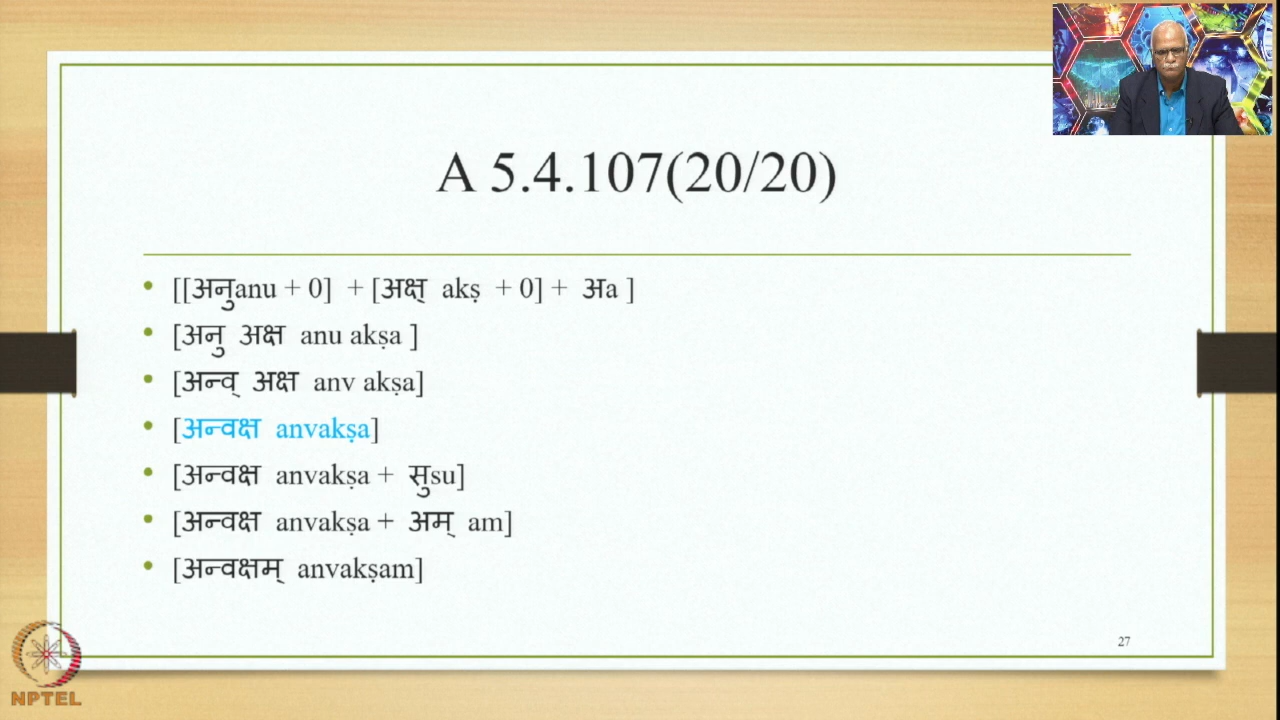 A 5.4.107(20/20)
• [[अनुanu + 0] + [अक्ष् akṣ + 0] + अa ]
• [अनु अक्ष anu akṣa ]
• [अन्व् अक्ष anv akṣa]
• [अन्वक्ष anvakṣa]
• [अन्वक्ष anvakṣa + सुsu]
• [अन्वक्ष anvakṣa + अम् am]
• [अन्वक्षम् anvakṣam]
27
NPTEL